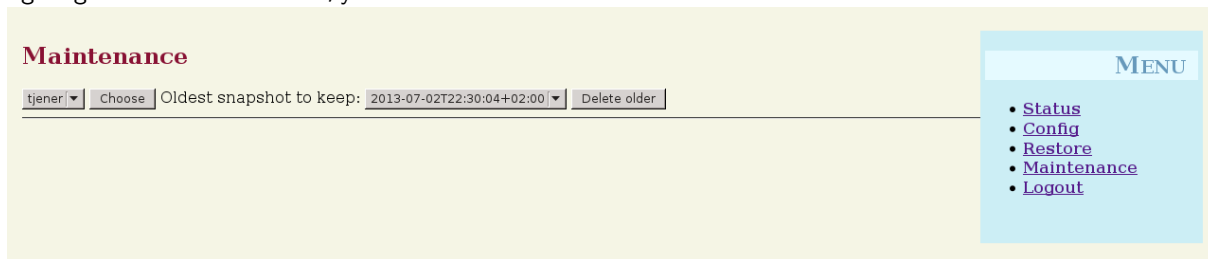 Maintenance
tjener Choose Oldest snapshot to keep: 2013-07-02T22:30:04+02:00 Delete older
MENU
Status
Config
Restore
Maintenance
Logout